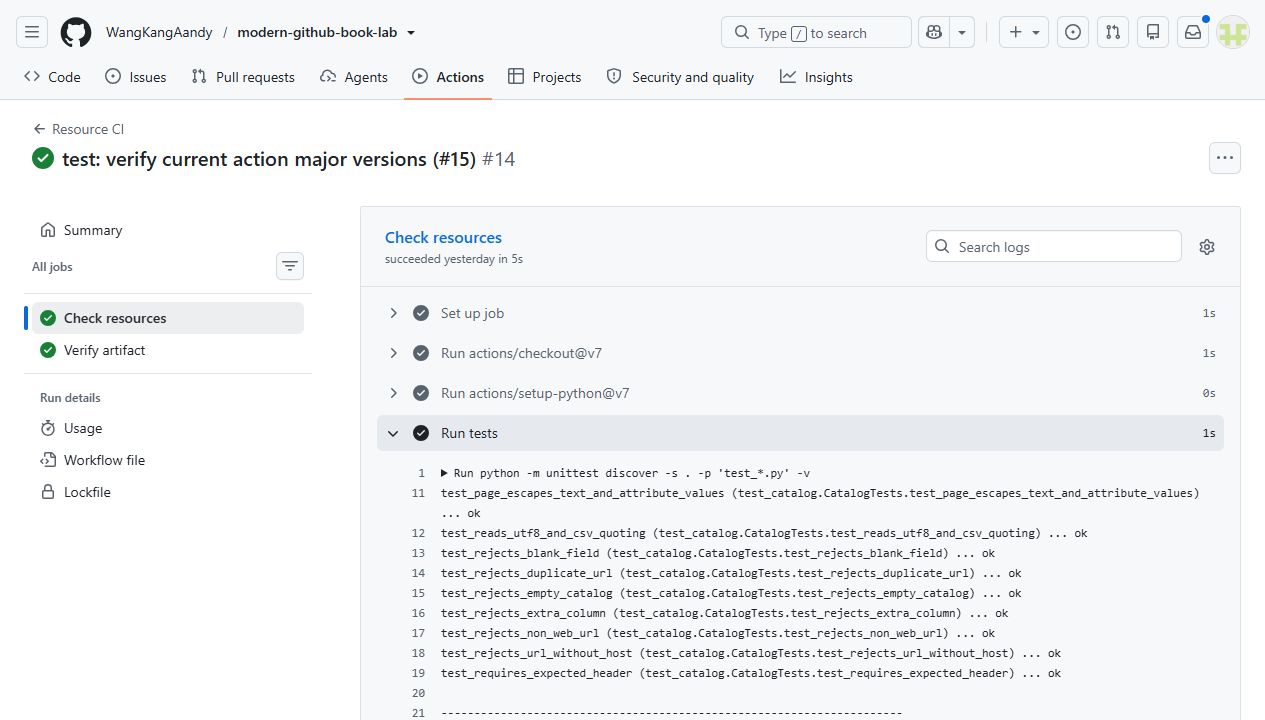 WangKangAandy / modern-github-book-lab
Type / to search
Code
Issues
Pull requests
Agents
Actions
Projects
Security and quality
Insights
Resource CI
test: verify current action major versions (#15) #14
Summary
All jobs
Check resources
Verify artifact
Run details
Usage
Workflow file
Lockfile
Check resources
succeeded yesterday in 5s
Search logs
Set up job 1s
Run actions/checkout@v7 1s
Run actions/setup-python@v7 0s
Run tests 1s
1 Run python -m unittest discover -s . -p 'test_*.py' -v
11 test_page_escapes_text_and_attribute_values (test_catalog.CatalogTests.test_page_escapes_text_and_attribute_values)
... ok
12 test_reads_utf8_and_csv_quoting (test_catalog.CatalogTests.test_reads_utf8_and_csv_quoting) ... ok
13 test_rejects_blank_field (test_catalog.CatalogTests.test_rejects_blank_field) ... ok
14 test_rejects_duplicate_url (test_catalog.CatalogTests.test_rejects_duplicate_url) ... ok
15 test_rejects_empty_catalog (test_catalog.CatalogTests.test_rejects_empty_catalog) ... ok
16 test_rejects_extra_column (test_catalog.CatalogTests.test_rejects_extra_column) ... ok
17 test_rejects_non_web_url (test_catalog.CatalogTests.test_rejects_non_web_url) ... ok
18 test_rejects_url_without_host (test_catalog.CatalogTests.test_rejects_url_without_host) ... ok
19 test_requires_expected_header (test_catalog.CatalogTests.test_requires_expected_header) ... ok
20
21 ----------------------------------------------------------------------